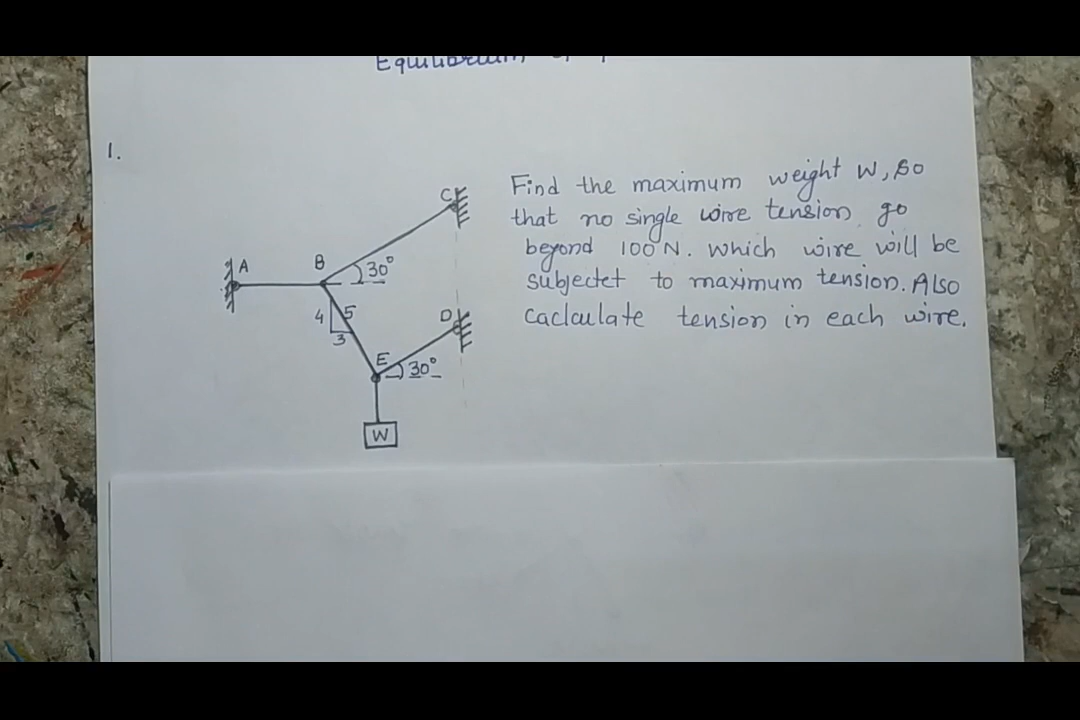 1.
Find the maximum weight W, so
that no single wire tension go
beyond 100 N. which wire will be
subjectet to maximum tension. Also
caclculate tension in each wire.
C
A
B
30°
4
5
3
D
E
30°
W